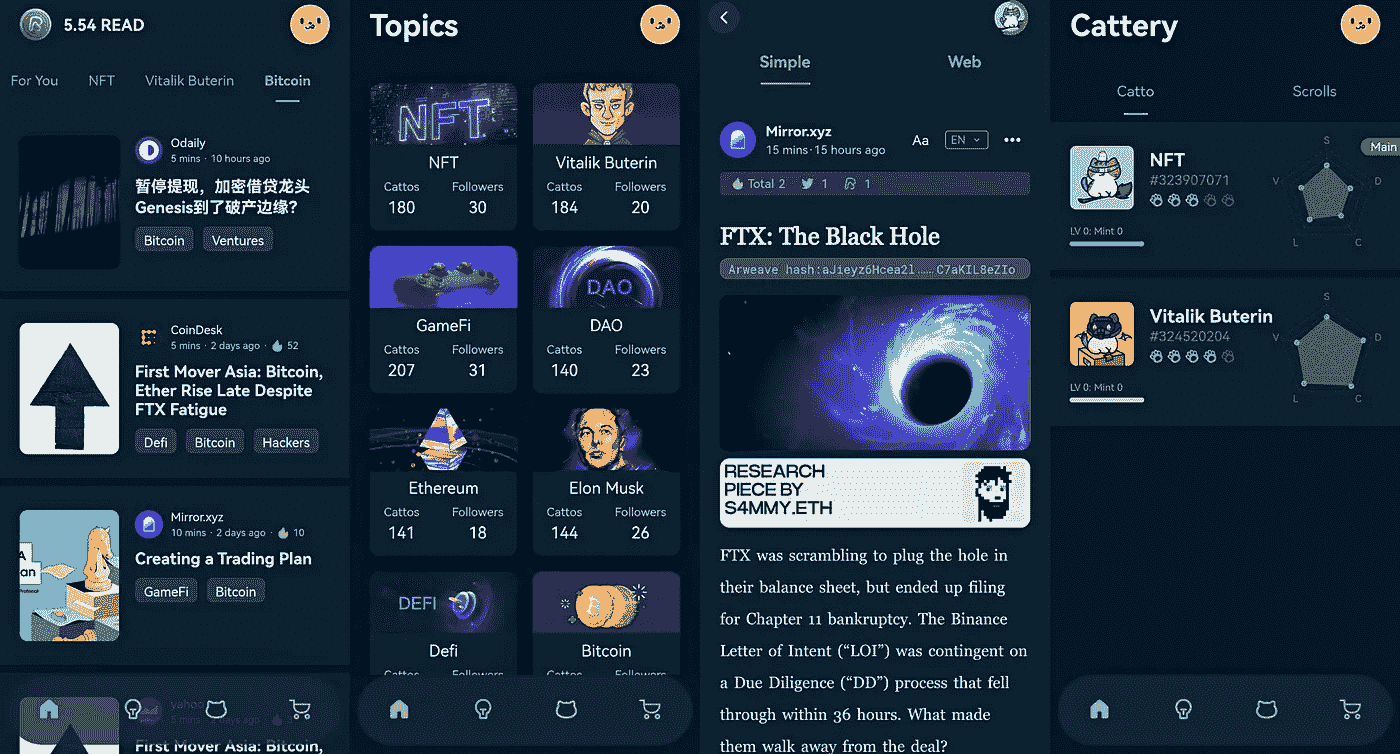 5.54 READ
For You NFT Vitalik Buterin Bitcoin
Odaily
5 mins · 10 hours ago
暂停提现，加密借贷龙头
Genesis到了破产边缘？
Bitcoin Ventures
CoinDesk
5 mins · 2 days ago · 52
First Mover Asia: Bitcoin,
Ether Rise Late Despite
FTX Fatigue
Defi Bitcoin Hackers
Mirror.xyz
10 mins · 2 days ago · 10
Creating a Trading Plan
GameFi Bitcoin
yahoo
5 mins · 2 days ago
First Mover Asia: Bitcoin,
Topics
NFT
NFT
Cattos Followers
180 30
Vitalik Buterin
Cattos Followers
184 20
GameFi
Cattos Followers
207 31
DAO
DAO
Cattos Followers
140 23
Ethereum
Cattos Followers
141 18
Elon Musk
Cattos Followers
144 26
DEFI
Defi
Cattos Followers
Bitcoin
Cattos Followers
Simple Web
Mirror.xyz
15 mins · 15 hours ago
Aa EN
Total 2 1 1
FTX: The Black Hole
Arweave hash:aJieyz6Hcea2l……C7aKIL8eZIo
RESEARCH
PIECE BY
S4MMY.ETH
FTX was scrambling to plug the hole in
their balance sheet, but ended up filing
for Chapter 11 bankruptcy. The Binance
Letter of Intent (“LOI”) was contingent on
a Due Diligence (“DD”) process that fell
through within 36 hours. What made
them walk away from the deal?
Cattery
Catto Scrolls
NFT
#323907071
LV 0: Mint 0
Main
S
V D
L C
Vitalik Buterin
#324520204
LV 0: Mint 0
S
V D
L C